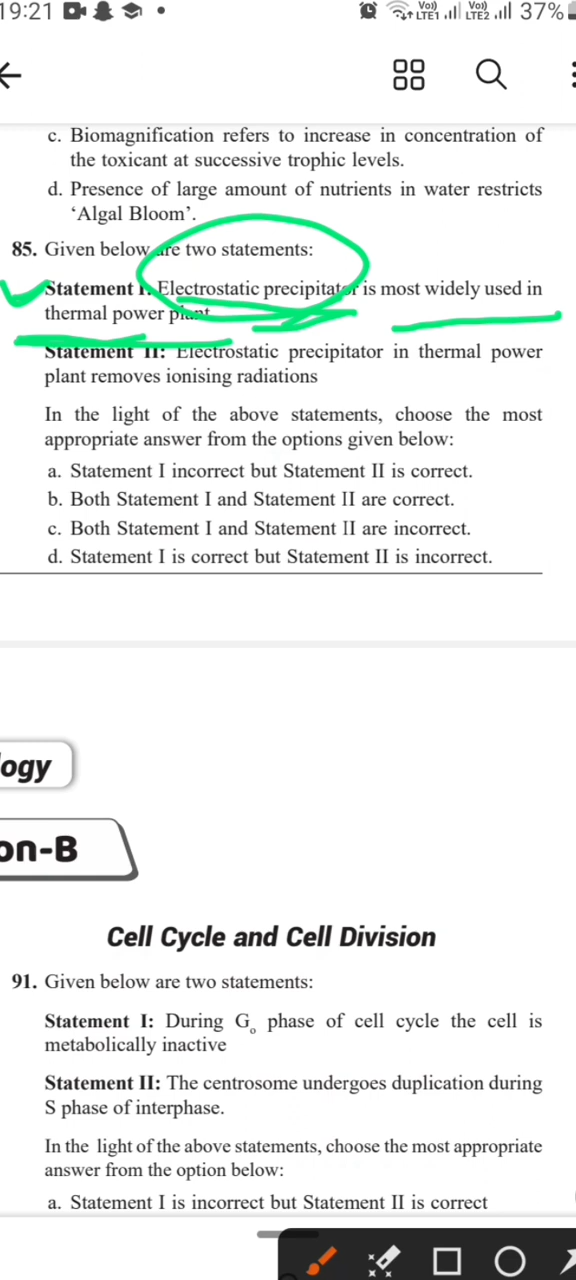 19:21
Vo)) LTE1 Vo)) LTE2 37%
c. Biomagnification refers to increase in concentration of
the toxicant at successive trophic levels.
d. Presence of large amount of nutrients in water restricts
‘Algal Bloom’.
85. Given below are two statements:
Statement I: Electrostatic precipitator is most widely used in
thermal power plant
Statement II: Electrostatic precipitator in thermal power
plant removes ionising radiations
In the light of the above statements, choose the most
appropriate answer from the options given below:
a. Statement I incorrect but Statement II is correct.
b. Both Statement I and Statement II are correct.
c. Both Statement I and Statement II are incorrect.
d. Statement I is correct but Statement II is incorrect.
ogy
on-B
Cell Cycle and Cell Division
91. Given below are two statements:
Statement I: During Go phase of cell cycle the cell is
metabolically inactive
Statement II: The centrosome undergoes duplication during
S phase of interphase.
In the light of the above statements, choose the most appropriate
answer from the option below:
a. Statement I is incorrect but Statement II is correct